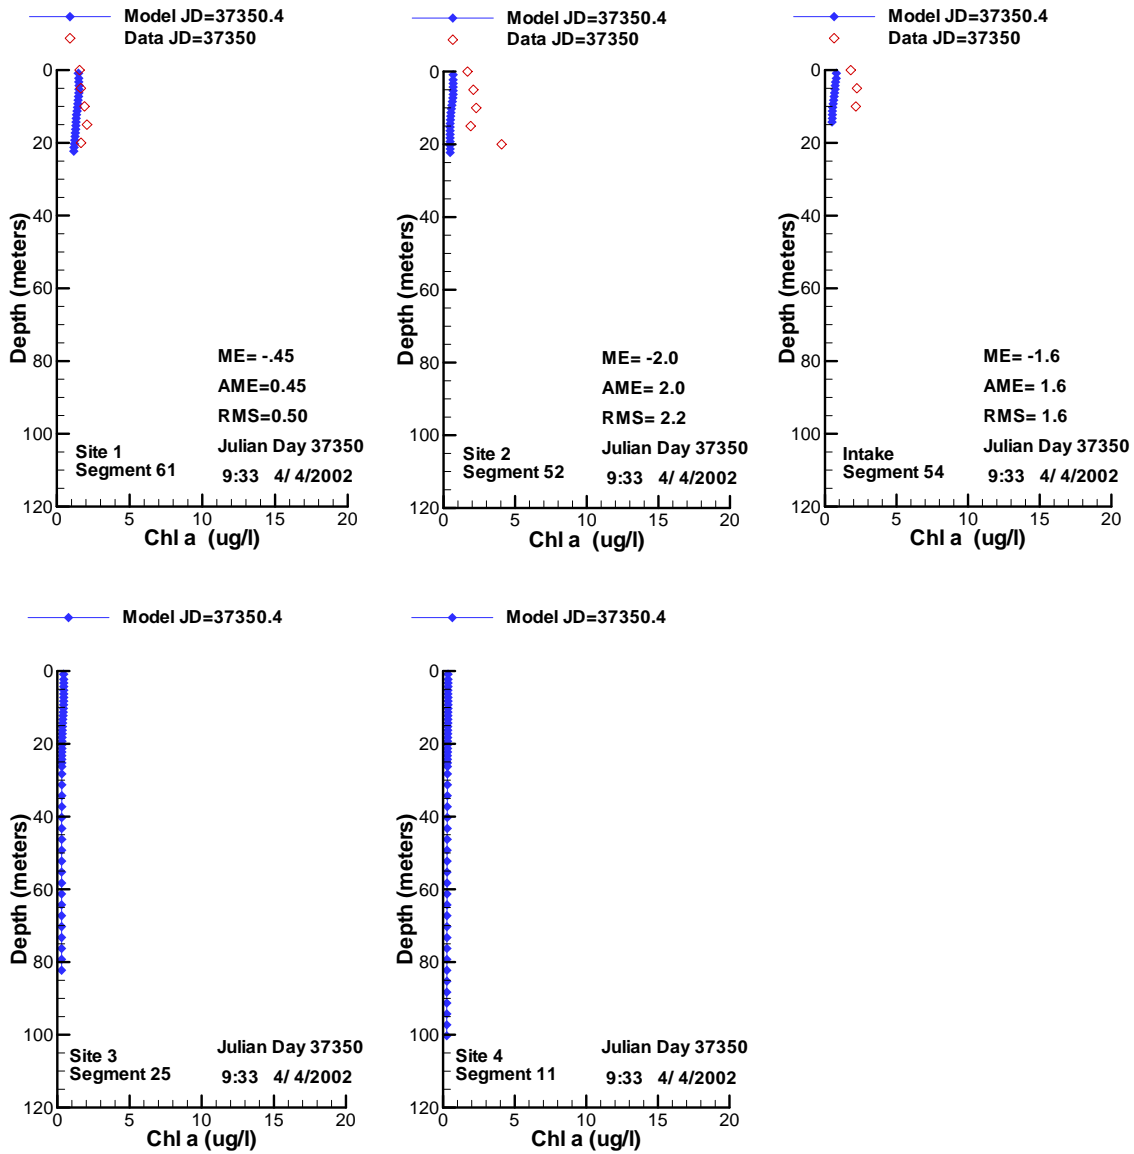 Model JD=37350.4
Data JD=37350
0
20
40
60
80
100
120
Depth (meters)
ME= -.45
AME=0.45
RMS=0.50
Site 1
Segment 61
Julian Day 37350
9:33 4/ 4/2002
0 5 10 15 20
Chl a (ug/l)
Model JD=37350.4
Data JD=37350
0
20
40
60
80
100
120
Depth (meters)
ME= -2.0
AME= 2.0
RMS= 2.2
Site 2
Segment 52
Julian Day 37350
9:33 4/ 4/2002
0 5 10 15 20
Chl a (ug/l)
Model JD=37350.4
Data JD=37350
0
20
40
60
80
100
120
Depth (meters)
ME= -1.6
AME= 1.6
RMS= 1.6
Intake
Segment 54
Julian Day 37350
9:33 4/ 4/2002
0 5 10 15 20
Chl a (ug/l)
Model JD=37350.4
0
20
40
60
80
100
120
Depth (meters)
Site 3
Segment 25
Julian Day 37350
9:33 4/ 4/2002
0 5 10 15 20
Chl a (ug/l)
Model JD=37350.4
0
20
40
60
80
100
120
Depth (meters)
Site 4
Segment 11
Julian Day 37350
9:33 4/ 4/2002
0 5 10 15 20
Chl a (ug/l)